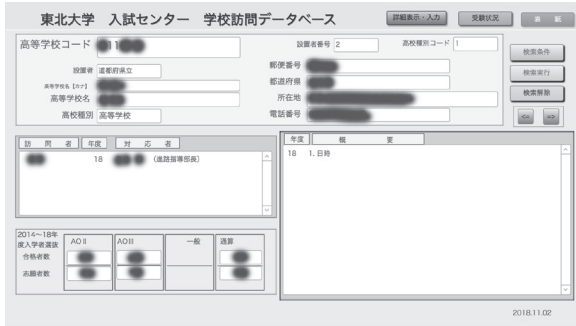 東北大学 入試センター 学校訪問データベース
詳細表示・入力
受験状況
高等学校コード 11
設置者番号 2
高校種別コード 1
検索条件
検索実行
検索解除
設置者 道都府県立
高等学校名【カナ】
高等学校名
高校種別 高等学校
郵便番号
都道府県
所在地
電話番号
<= =>
訪問者 年度 対応者
18 (進路指導部長)
年度 概要
18 1. 日時
2014~18年
度入学者選抜
AOⅡ AOⅢ 一般 通算
合格者数
志願者数
2018.11.02